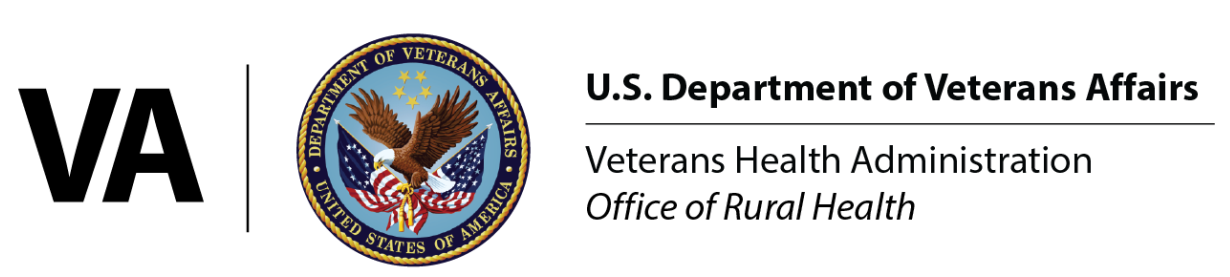 VA
DEPARTMENT OF VETERANS AFFAIRS
UNITED STATES OF AMERICA
U.S. Department of Veterans Affairs
Veterans Health Administration
Office of Rural Health